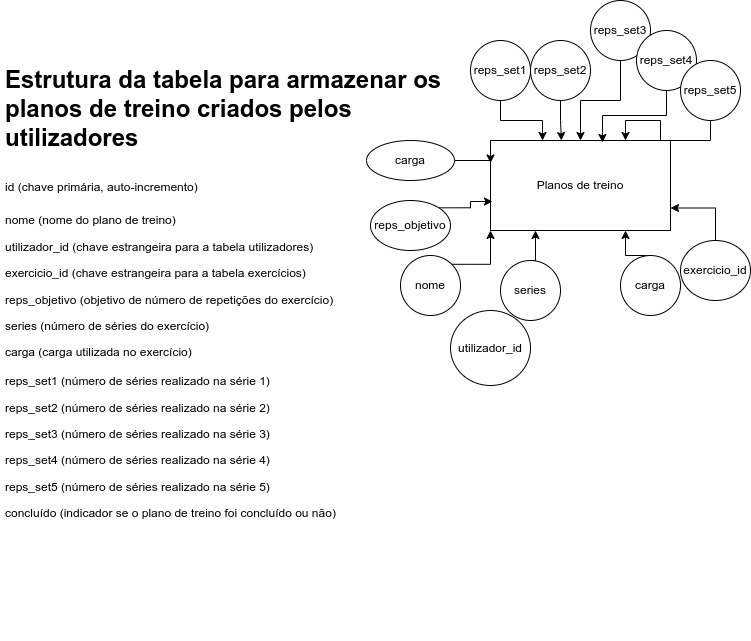 Estrutura da tabela para armazenar os
planos de treino criados pelos
utilizadores
id (chave primária, auto-incremento)
nome (nome do plano de treino)
utilizador_id (chave estrangeira para a tabela utilizadores)
exercicio_id (chave estrangeira para a tabela exercícios)
reps_objetivo (objetivo de número de repetições do exercício)
series (número de séries do exercício)
carga (carga utilizada no exercício)
reps_set1 (número de séries realizado na série 1)
reps_set2 (número de séries realizado na série 2)
reps_set3 (número de séries realizado na série 3)
reps_set4 (número de séries realizado na série 4)
reps_set5 (número de séries realizado na série 5)
concluído (indicador se o plano de treino foi concluído ou não)
reps_set3
reps_set4
reps_set1
reps_set2
reps_set5
carga
Planos de treino
reps_objetivo
exercicio_id
nome
series
carga
utilizador_id